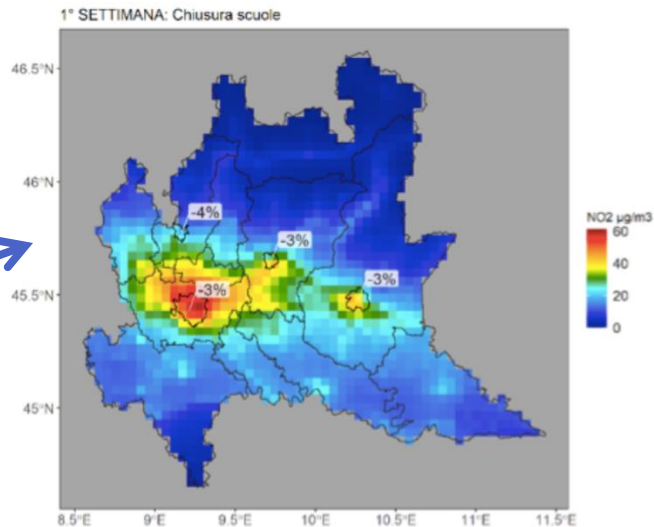 1° SETTIMANA: Chiusura scuole
46.5°N
46°N
45.5°N
45°N
-4%
-3%
-3%
-3%
NO2 µg/m3
60
40
20
0
8.5°E
9°E
9.5°E
10°E
10.5°E
11°E
11.5°E